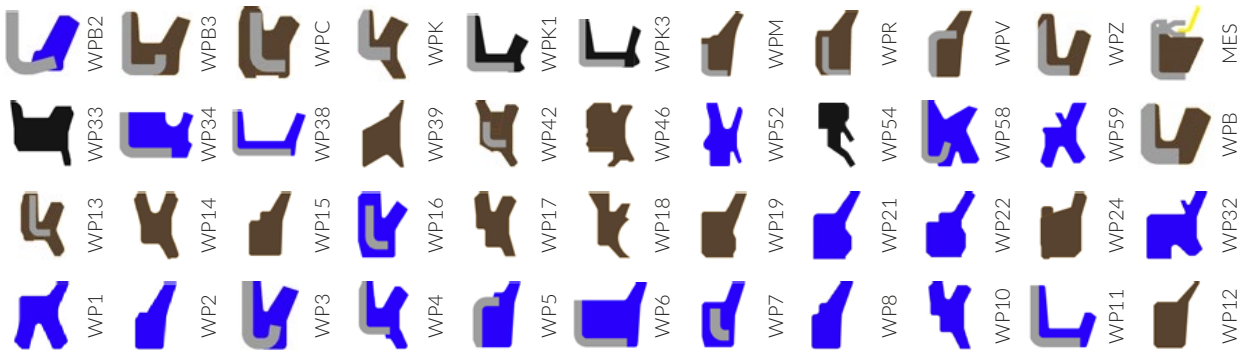 WPB2 WPB3 WPC WPK WPK1 WPK3 WPM WPR WPV WPZ MES
WP33 WP34 WP38 WP39 WP42 WP46 WP52 WP54 WP58 WP59 WPB
WP13 WP14 WP15 WP16 WP17 WP18 WP19 WP21 WP22 WP24 WP32
WP1 WP2 WP3 WP4 WP5 WP6 WP7 WP8 WP10 WP11 WP12